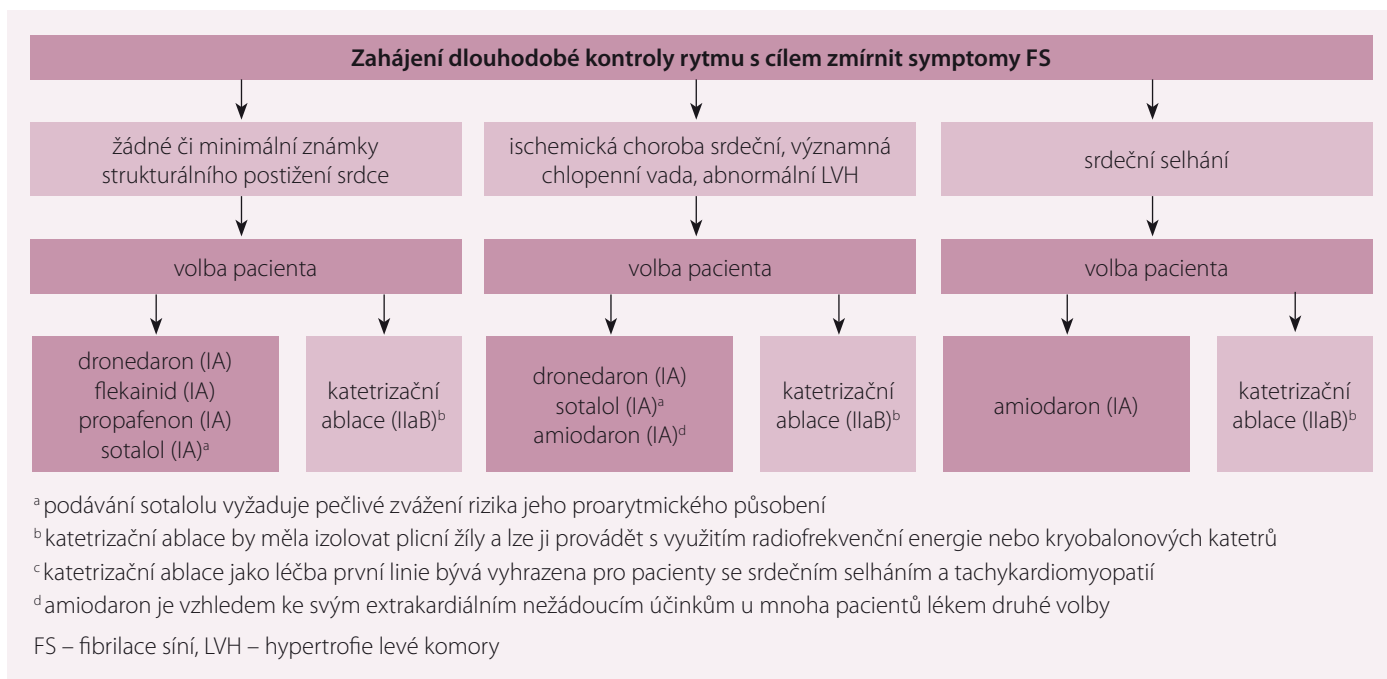 Zahájení dlouhodobé kontroly rytmu s cílem zmírnit symptomy FS
žádné či minimální známky
strukturálního postižení srdce
ischemická choroba srdeční, významná
chlopenní vada, abnormální LVH
srdeční selhání
volba pacienta
volba pacienta
volba pacienta
dronedaron (IA)
flekainid (IA)
propafenon (IA)
sotalol (IA)ᵃ
katetrizační
ablace (IIaB)ᵇ
dronedaron (IA)
sotalol (IA)ᵃ
amiodaron (IA)ᵈ
katetrizační
ablace (IIaB)ᵇ
amiodaron (IA)
katetrizační
ablace (IIaB)ᵇ
ᵃ podávání sotalolu vyžaduje pečlivé zvážení rizika jeho proarytmického působení
ᵇ katetrizační ablace by měla izolovat plicní žíly a lze ji provádět s využitím radiofrekvenční energie nebo kryobalonových katetrů
ᶜ katetrizační ablace jako léčba první linie bývá vyhrazena pro pacienty se srdečním selháním a tachykardiomyopatií
ᵈ amiodaron je vzhledem ke svým extrakardiálním nežádoucím účinkům u mnoha pacientů lékem druhé volby
FS – fibrilace síní, LVH – hypertrofie levé komory